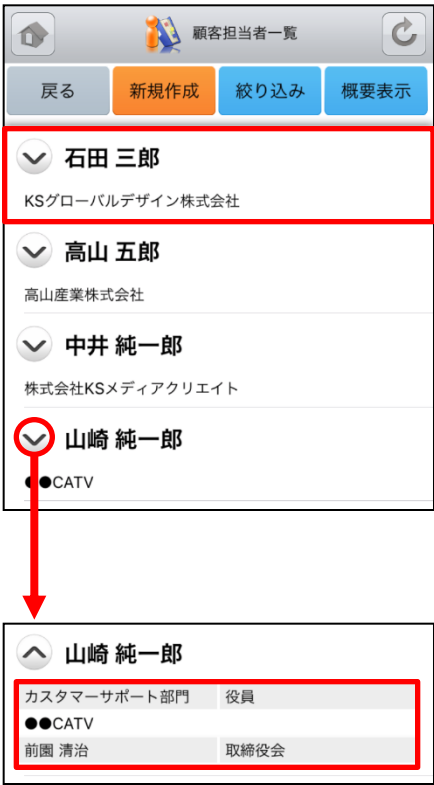 顧客担当者一覧
戻る 新規作成 絞り込み 概要表示
石田 三郎
KSグローバルデザイン株式会社
高山 五郎
高山産業株式会社
中井 純一郎
株式会社KSメディアクリエイト
山崎 純一郎
●●CATV
山崎 純一郎
カスタマーサポート部門 役員
●●CATV
前園 清治 取締役会